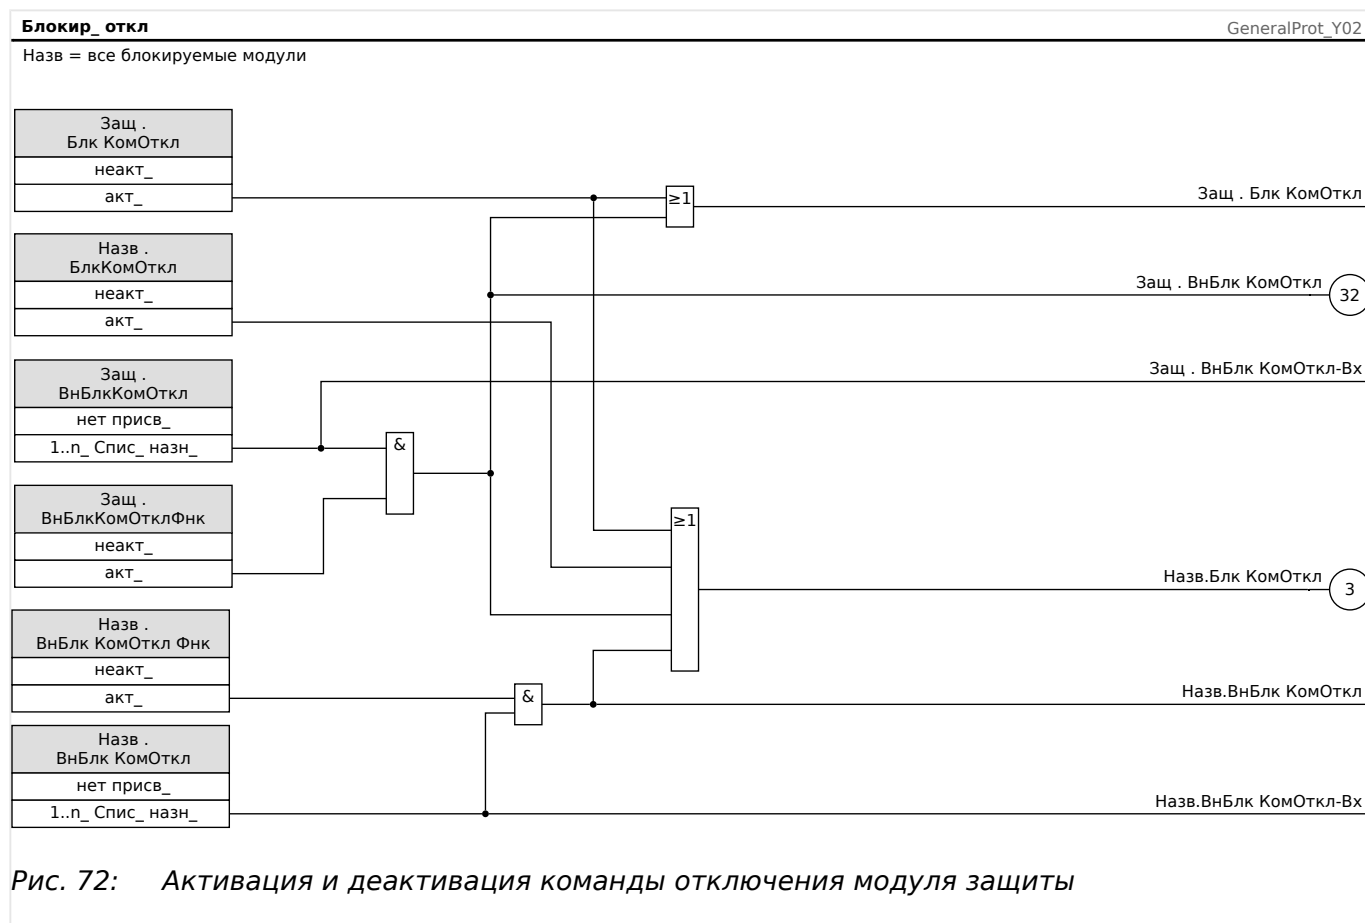 Блокир_ откл
GeneralProt_Y02
Назв = все блокируемые модули
Защ .
Блк КомОткл
неакт_
акт_
≥1
Защ . Блк КомОткл
Назв .
БлкКомОткл
неакт_
акт_
Защ . ВнБлк КомОткл
32
Защ .
ВнБлкКомОткл
нет присв_
1..n_ Спис_ назн_
&
Защ . ВнБлк КомОткл-Вх
Защ .
ВнБлкКомОтклФнк
неакт_
акт_
≥1
Назв.Блк КомОткл
3
Назв .
ВнБлк КомОткл Фнк
неакт_
акт_
&
Назв.ВнБлк КомОткл
Назв .
ВнБлк КомОткл
нет присв_
1..n_ Спис_ назн_
Назв.ВнБлк КомОткл-Вх
Рис. 72: Активация и деактивация команды отключения модуля защиты